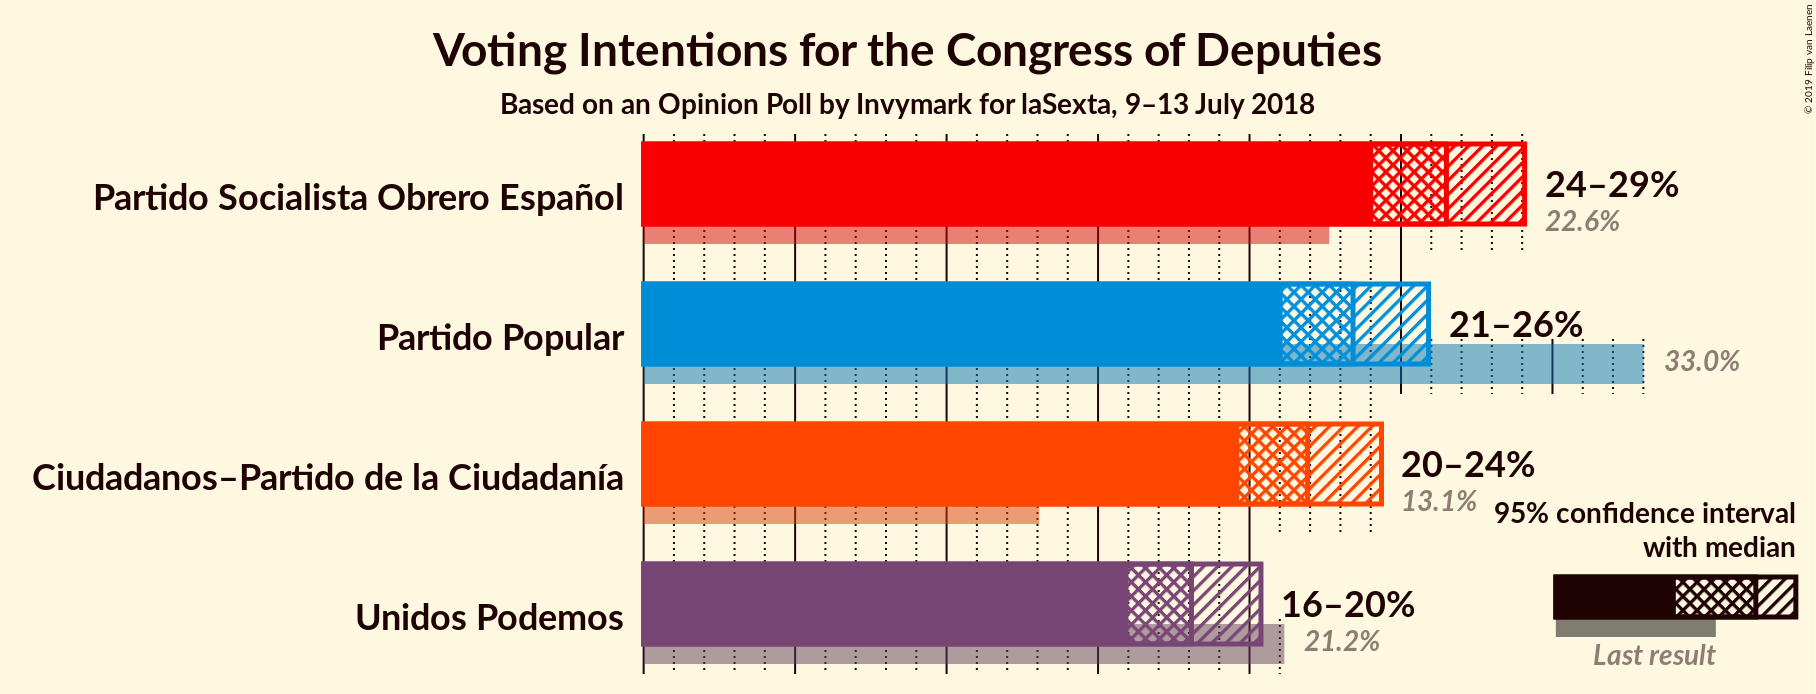 Voting Intentions for the Congress of Deputies
Based on an Opinion Poll by Invymark for laSexta, 9–13 July 2018
© 2019 Filip van Laenen
Partido Socialista Obrero Español
24–29%
22.6%
Partido Popular
21–26%
33.0%
Ciudadanos–Partido de la Ciudadanía
20–24%
13.1%
Unidos Podemos
16–20%
21.2%
95% confidence interval
with median
Last result